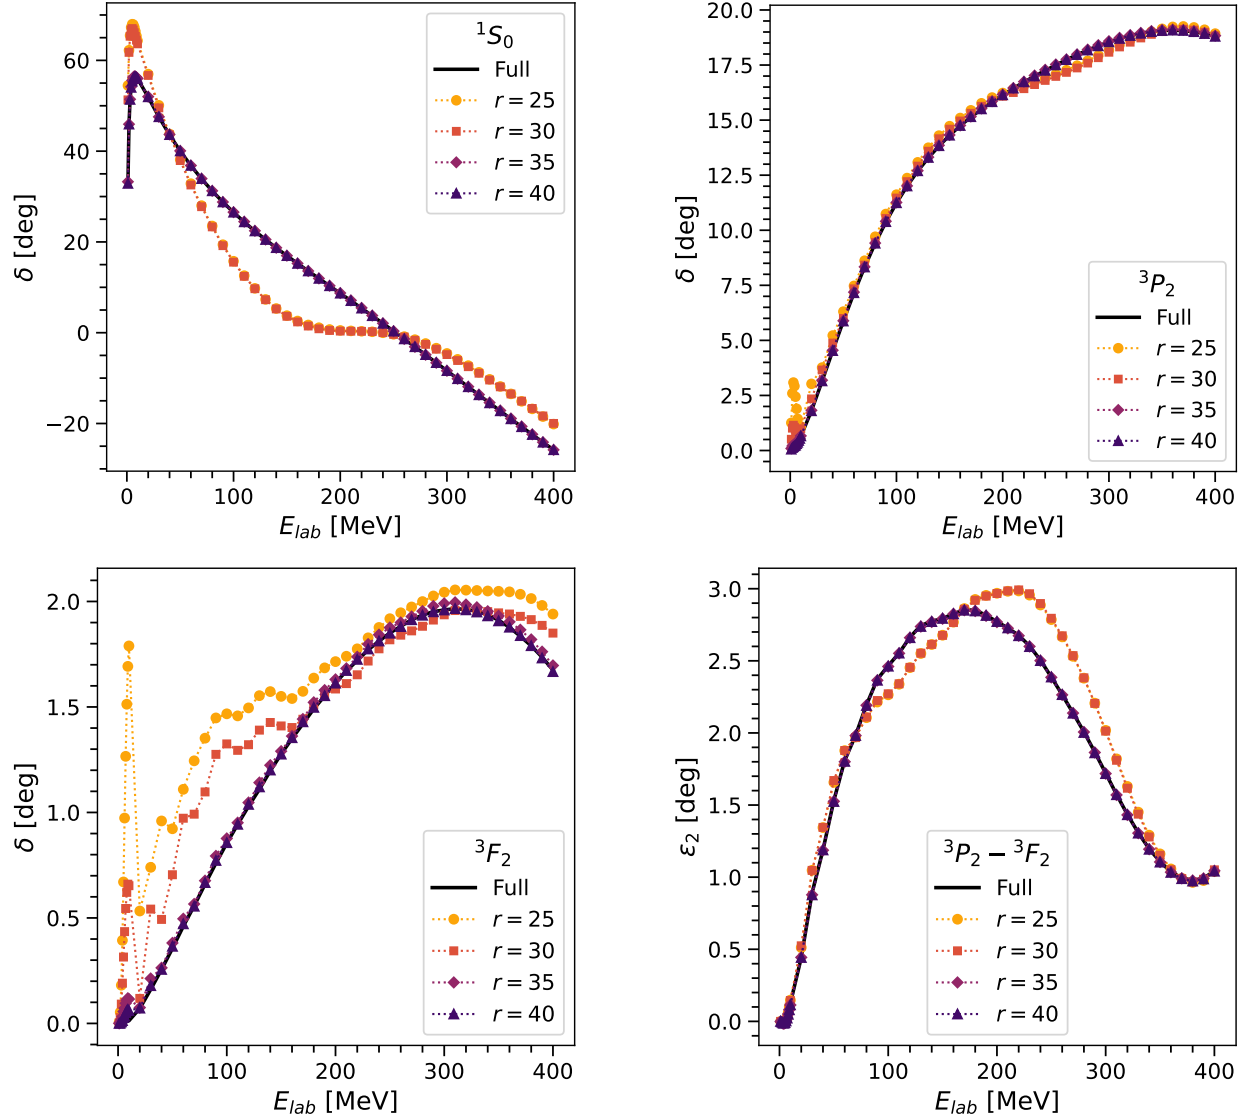 60
40
20
0
−20
δ [deg]
0
100
200
300
400
E_lab [MeV]
¹S₀
Full
r = 25
r = 30
r = 35
r = 40
20.0
17.5
15.0
12.5
10.0
7.5
5.0
2.5
0.0
δ [deg]
0
100
200
300
400
E_lab [MeV]
³P₂
Full
r = 25
r = 30
r = 35
r = 40
2.0
1.5
1.0
0.5
0.0
δ [deg]
0
100
200
300
400
E_lab [MeV]
³F₂
Full
r = 25
r = 30
r = 35
r = 40
3.0
2.5
2.0
1.5
1.0
0.5
0.0
ε₂ [deg]
0
100
200
300
400
E_lab [MeV]
³P₂ − ³F₂
Full
r = 25
r = 30
r = 35
r = 40